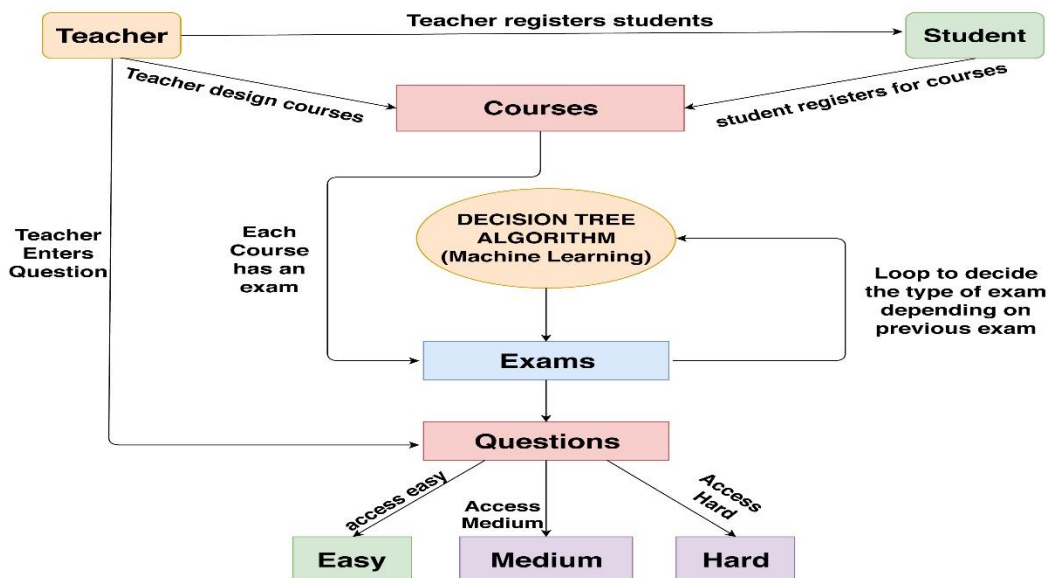 Teacher registers students
Teacher
Student
Teacher design courses
student registers for courses
Courses
DECISION TREE
ALGORITHM
(Machine Learning)
Teacher
Enters
Question
Each
Course
has an
exam
Loop to decide
the type of exam
depending on
previous exam
Exams
Questions
access easy
Access
Medium
Access
Hard
Easy
Medium
Hard